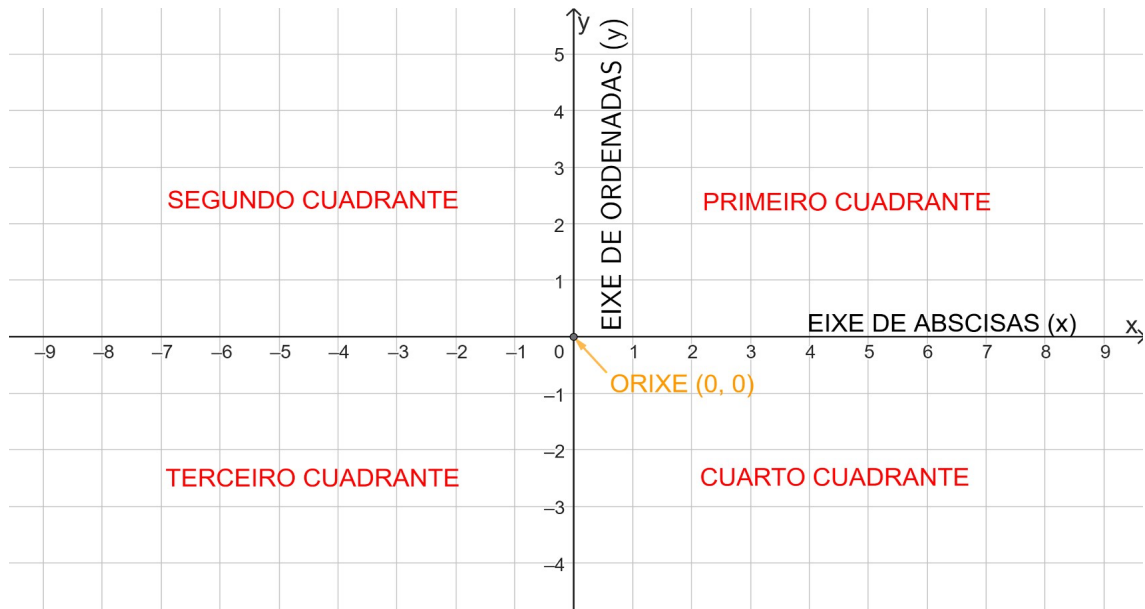 y
EIXE DE ORDENADAS (y)
5
4
3
SEGUNDO CUADRANTE
PRIMEIRO CUADRANTE
2
1
EIXE DE ABSCISAS (x)
x
–9 –8 –7 –6 –5 –4 –3 –2 –1 0 1 2 3 4 5 6 7 8 9
ORIXE (0, 0)
–1
–2
TERCEIRO CUADRANTE
CUARTO CUADRANTE
–3
–4